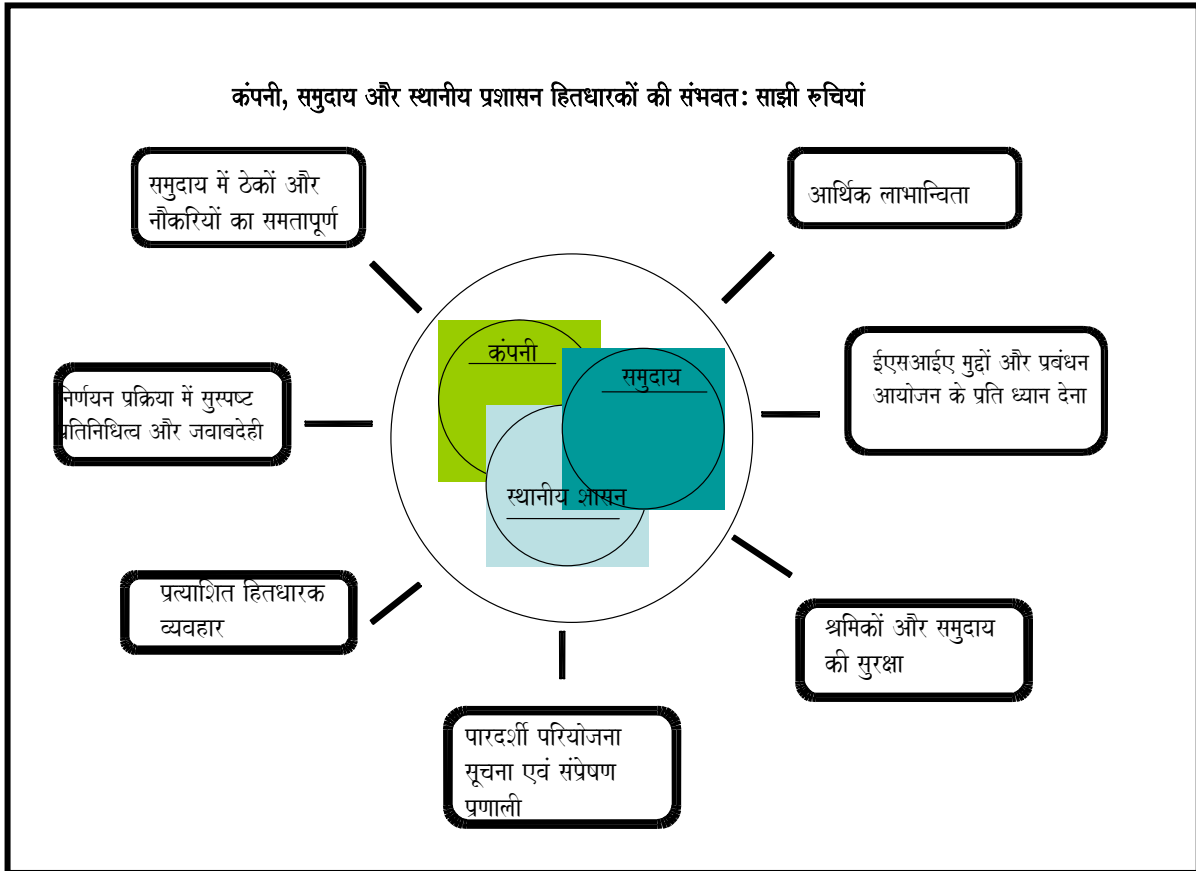 कंपनी, समुदाय और स्थानीय प्रशासन हितधारकों की संभवत: साझी रुचियां
समुदाय में ठेकों और
नौकरियों का समतापूर्ण
आर्थिक लाभान्विता
कंपनी
समुदाय
स्थानीय शासन
निर्णयन प्रक्रिया में सुस्पष्ट
प्रतिनिधित्व और जवाबदेही
ईएसआईए मुद्दों और प्रबंधन
आयोजन के प्रति ध्यान देना
प्रत्याशित हितधारक
व्यवहार
श्रमिकों और समुदाय
की सुरक्षा
पारदर्शी परियोजना
सूचना एवं संप्रेषण
प्रणाली